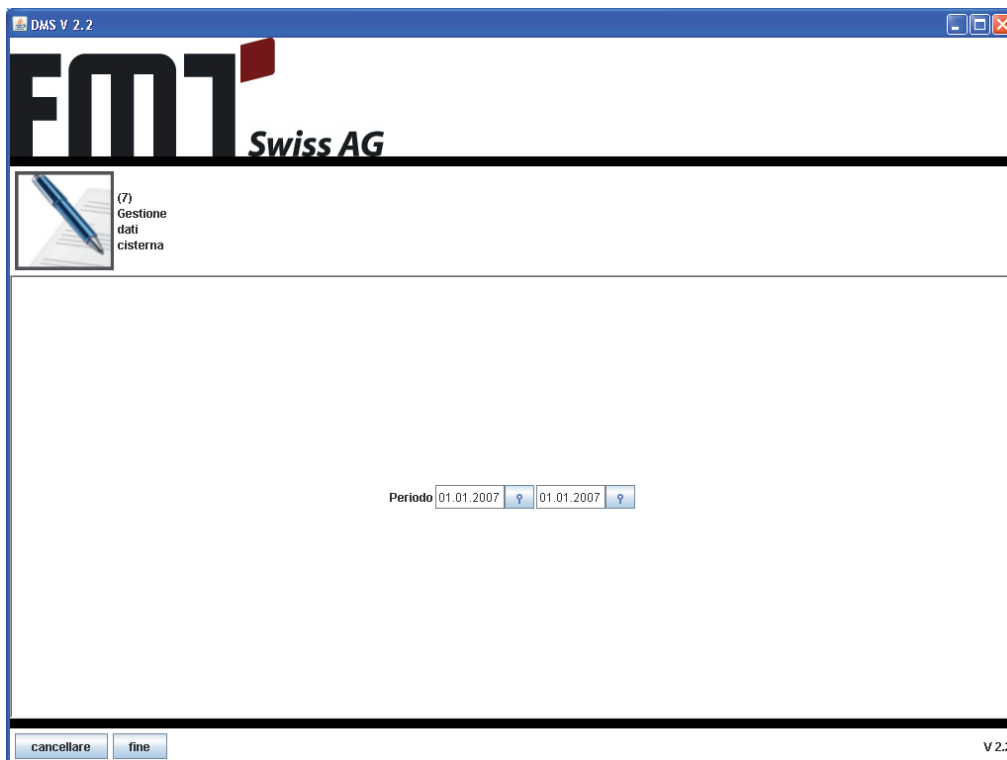 DMS V 2.2
FMT
Swiss AG
(7)
Gestione
dati
cisterna
Periodo 01.01.2007 01.01.2007
cancellare fine
V 2.2